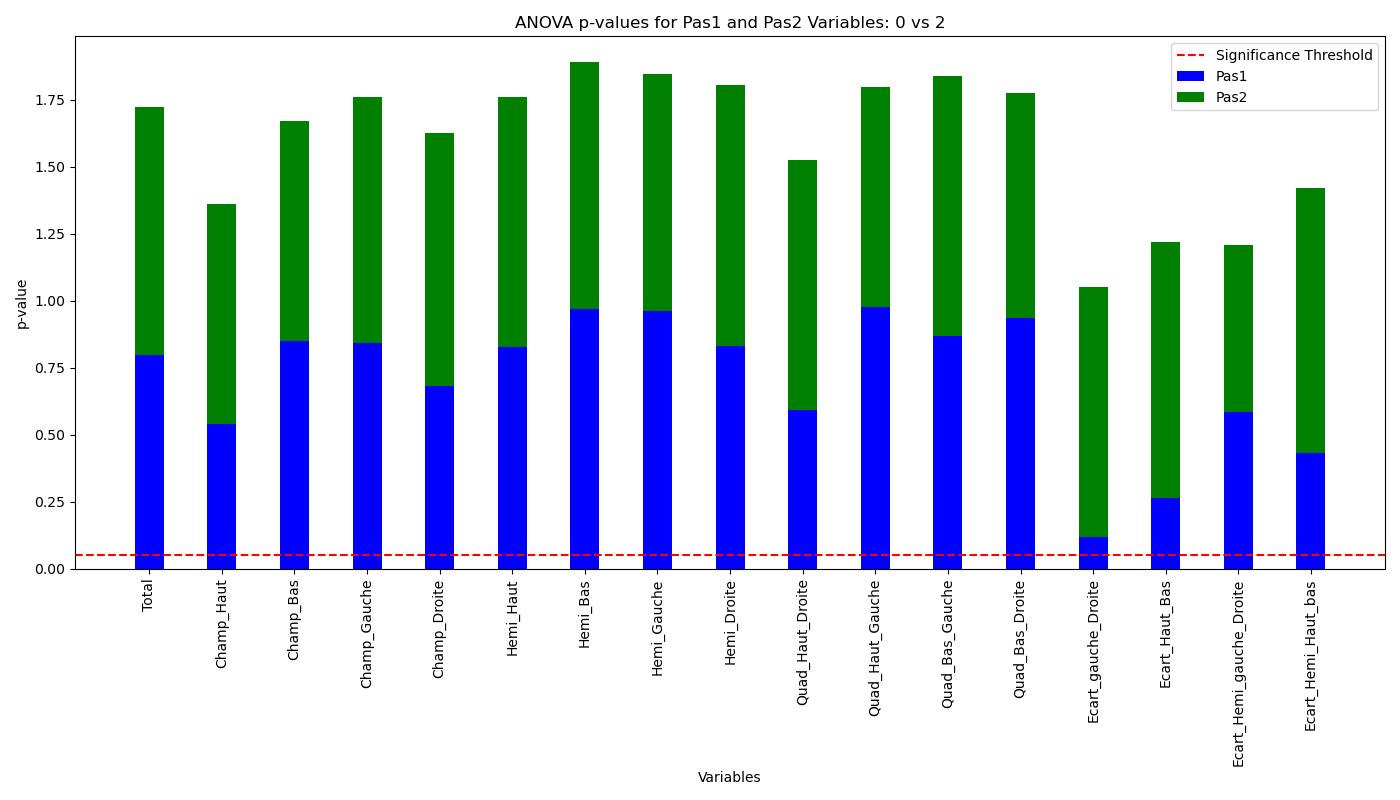 ANOVA p-values for Pas1 and Pas2 Variables: 0 vs 2
Significance Threshold
Pas1
Pas2
p-value
1.75
1.50
1.25
1.00
0.75
0.50
0.25
0.00
Total
Champ_Haut
Champ_Bas
Champ_Gauche
Champ_Droite
Hemi_Haut
Hemi_Bas
Hemi_Gauche
Hemi_Droite
Quad_Haut_Droite
Quad_Haut_Gauche
Quad_Bas_Gauche
Quad_Bas_Droite
Ecart_gauche_Droite
Ecart_Haut_Bas
Ecart_Hemi_gauche_Droite
Ecart_Hemi_Haut_bas
Variables